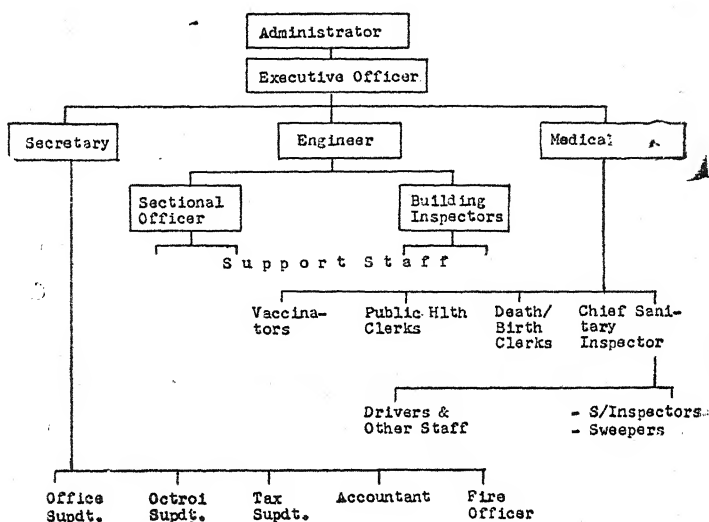 Administrator
Executive Officer
Secretary
Engineer
Medical
Sectional
Officer
Building
Inspectors
Support Staff
Vaccina-
tors
Public Hlth
Clerks
Death/
Birth
Clerks
Chief Sani-
tary
Inspector
Drivers &
Other Staff
- S/Inspectors
- Sweepers
Office
Supdt.
Octroi
Supdt.
Tax
Supdt.
Accountant
Fire
Officer